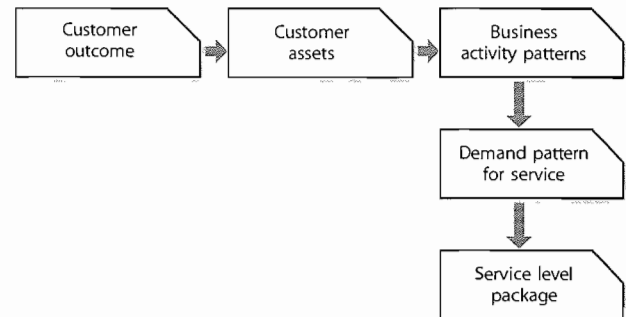 Customer
outcome
Customer
assets
Business
activity patterns
Demand pattern
for service
Service level
package